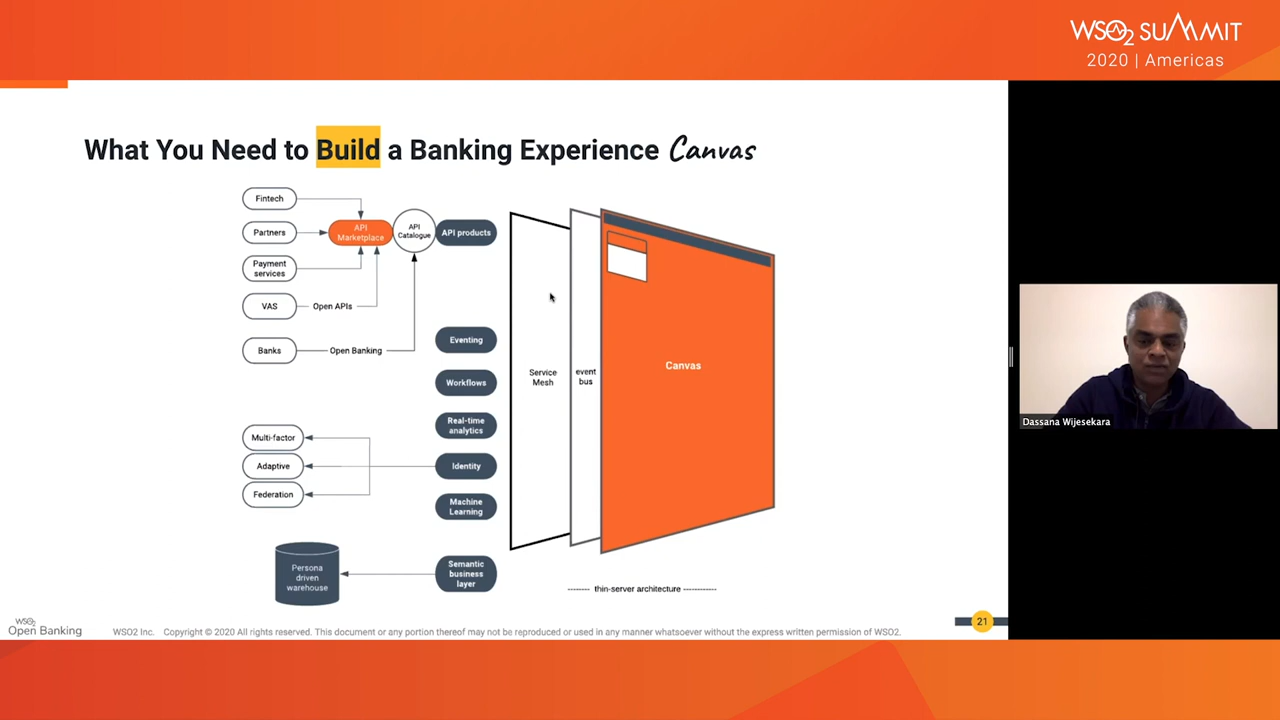 WSO2 SUMMIT
2020 | Americas
What You Need to Build a Banking Experience Canvas
Fintech
Partners
Payment
services
VAS
Banks
Open APIs
Open Banking
API
Marketplace
API
Catalogue
API products
Eventing
Workflows
Real-time
analytics
Identity
Machine
Learning
Semantic
business
layer
Multi-factor
Adaptive
Federation
Persona
driven
warehouse
Service
Mesh
event
bus
Canvas
-------- thin-server architecture -----------
Dassana Wijesekara
WSO2
Open Banking
WSO2 Inc. Copyright © 2020 All rights reserved. This document or any portion thereof may not be reproduced or used in any manner whatsoever without the express written permission of WSO2.
21